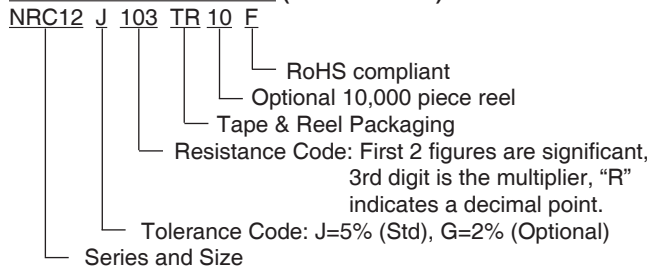 NRC12 J 103 TR 10 F
RoHS compliant
Optional 10,000 piece reel
Tape & Reel Packaging
Resistance Code: First 2 figures are significant,
3rd digit is the multiplier, “R”
indicates a decimal point.
Tolerance Code: J=5% (Std), G=2% (Optional)
Series and Size